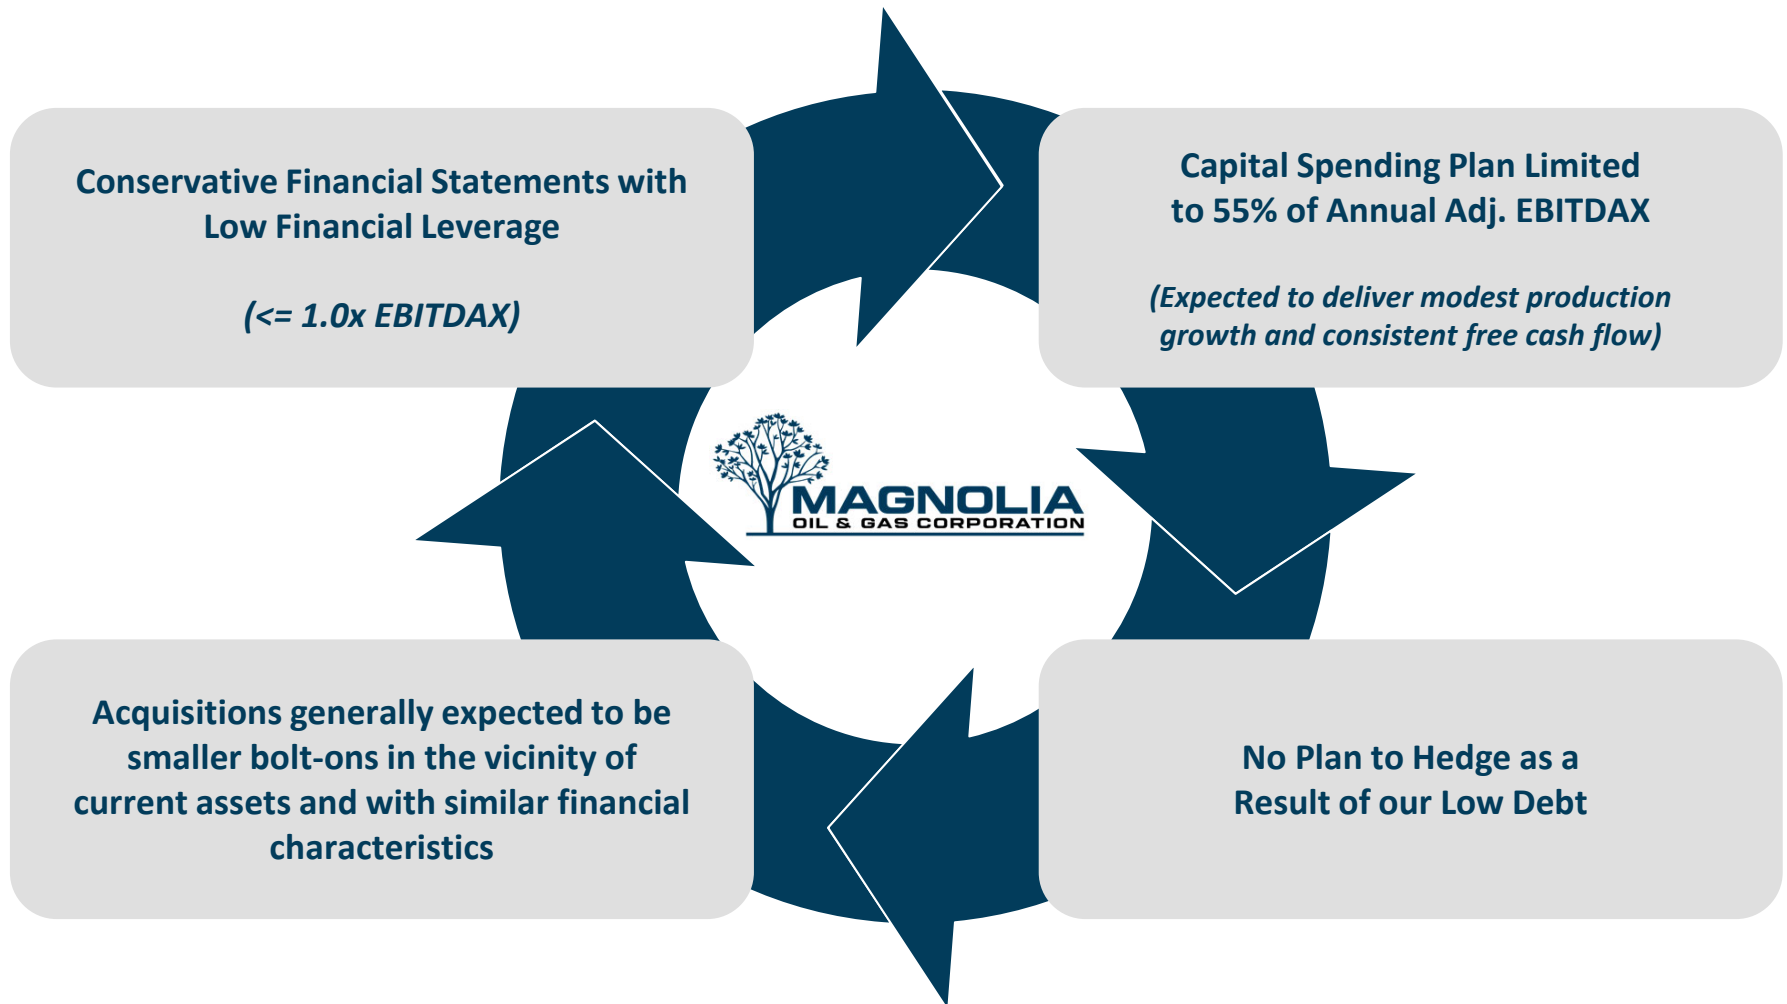 Conservative Financial Statements with
Low Financial Leverage
(<= 1.0x EBITDAX)
Capital Spending Plan Limited
to 55% of Annual Adj. EBITDAX
(Expected to deliver modest production
growth and consistent free cash flow)
MAGNOLIA
OIL & GAS CORPORATION
Acquisitions generally expected to be
smaller bolt-ons in the vicinity of
current assets and with similar financial
characteristics
No Plan to Hedge as a
Result of our Low Debt